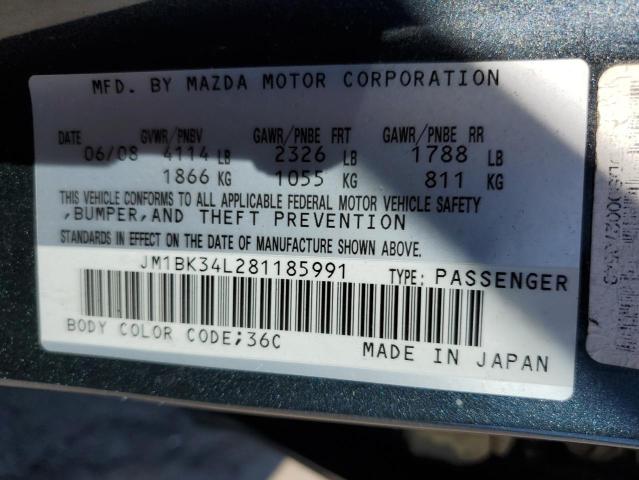 MFD. BY MAZDA MOTOR CORPORATION
DATE GVWR/PNBV GAWR/PNBE FRT GAWR/PNBE RR
06/08 4114 LB 2326 LB 1788 LB
1866 KG 1055 KG 811 KG
THIS VEHICLE CONFORMS TO ALL APPLICABLE FEDERAL MOTOR VEHICLE SAFETY
,BUMPER,AND THEFT PREVENTION
STANDARDS IN EFFECT ON THE DATE OF MANUFACTURE SHOWN ABOVE.
JM1BK34L281185991 TYPE: PASSENGER
BODY COLOR CODE;36C
MADE IN JAPAN